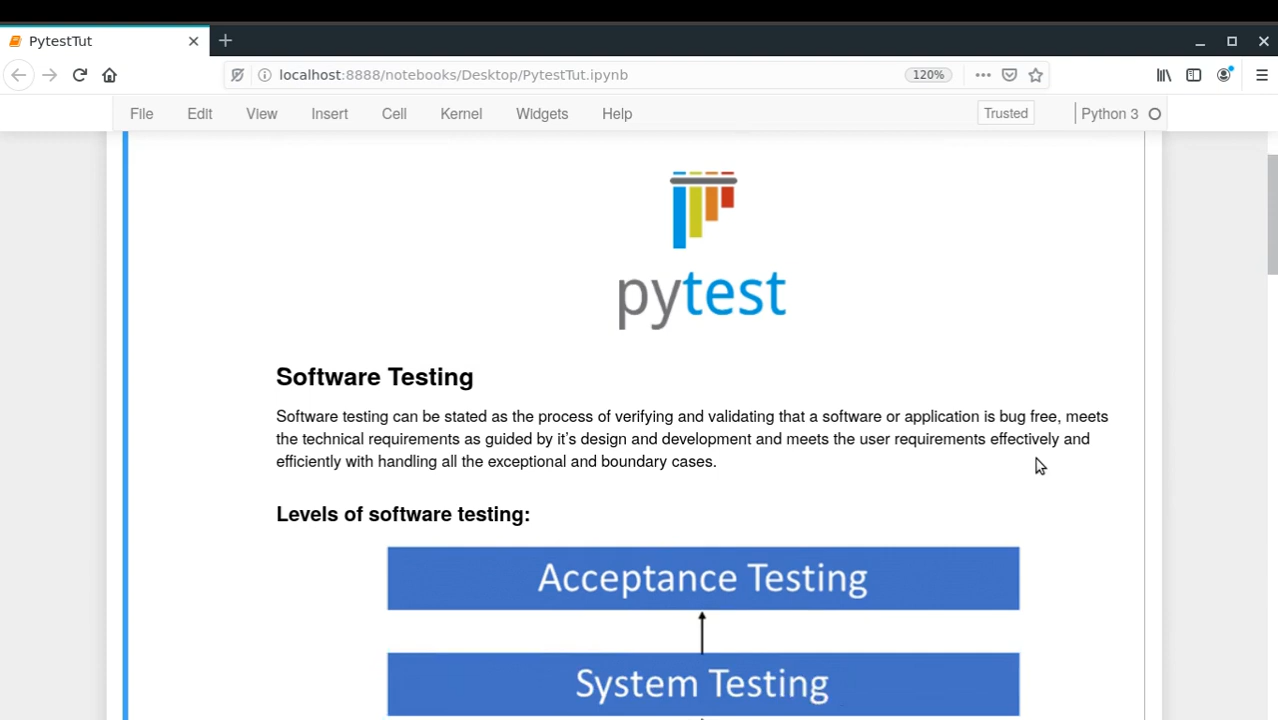 PytestTut
localhost:8888/notebooks/Desktop/PytestTut.ipynb 120%
File Edit View Insert Cell Kernel Widgets Help Trusted Python 3
pytest
Software Testing
Software testing can be stated as the process of verifying and validating that a software or application is bug free, meets
the technical requirements as guided by it's design and development and meets the user requirements effectively and
efficiently with handling all the exceptional and boundary cases.
Levels of software testing:
Acceptance Testing
System Testing